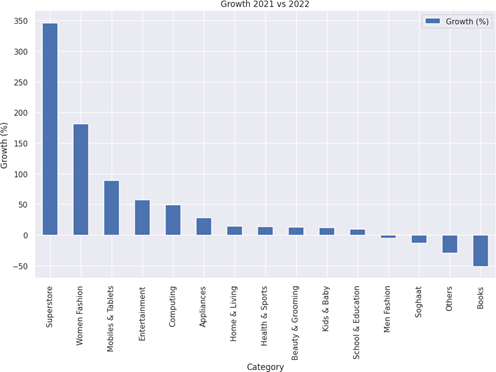 Growth 2021 vs 2022
Growth (%)
350
300
250
200
150
100
50
0
−50
Growth (%)
Superstore
Women Fashion
Mobiles & Tablets
Entertainment
Computing
Appliances
Home & Living
Health & Sports
Beauty & Grooming
Kids & Baby
School & Education
Men Fashion
Soghaat
Others
Books
Category